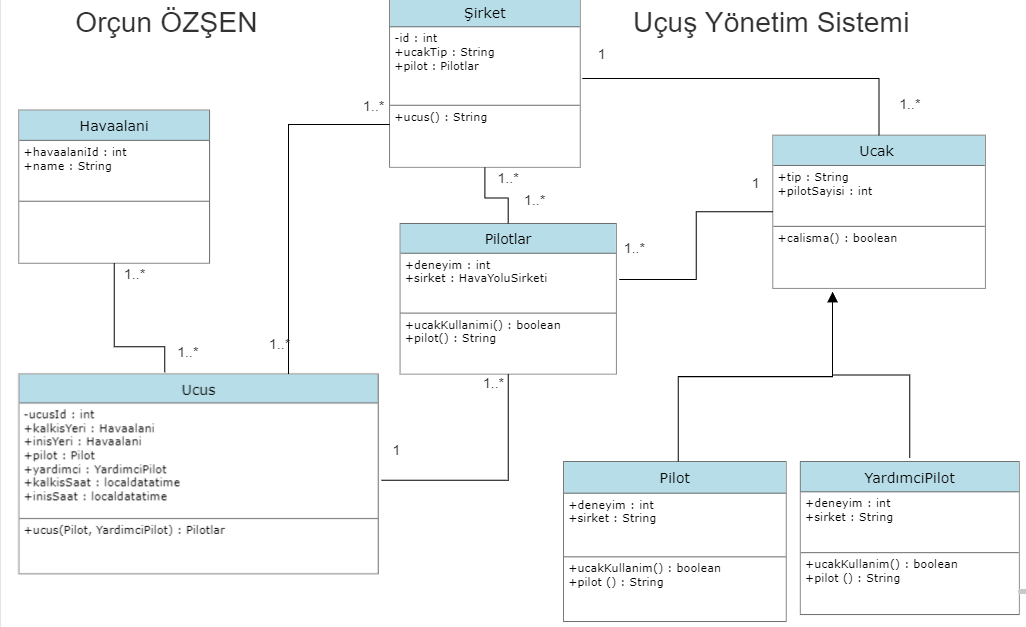 Orçun ÖZŞEN
Uçuş Yönetim Sistemi
Şirket
-id : int
+ucakTip : String
+pilot : Pilotlar
+ucus() : String
1
1..*
1..*
Havaalani
+havaalaniId : int
+name : String
Ucak
+tip : String
+pilotSayisi : int
+calisma() : boolean
1..*
1..*
1
1..*
Pilotlar
+deneyim : int
+sirket : HavaYoluSirketi
+ucakKullanimi() : boolean
+pilot() : String
1..*
1..*
1..*
1..*
1
Ucus
-ucusId : int
+kalkisYeri : Havaalani
+inisYeri : Havaalani
+pilot : Pilot
+yardimci : YardimciPilot
+kalkisSaat : localdatatime
+inisSaat : localdatatime
+ucus(Pilot, YardimciPilot) : Pilotlar
Pilot
+deneyim : int
+sirket : String
+ucakKullanim() : boolean
+pilot () : String
YardımciPilot
+deneyim : int
+sirket : String
+ucakKullanim() : boolean
+pilot () : String